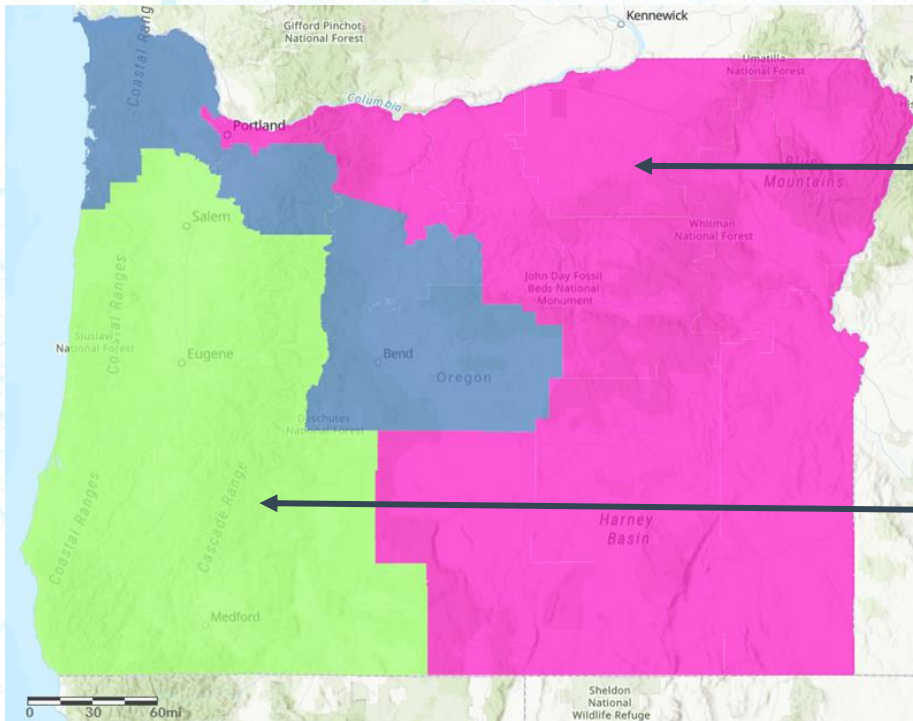 Coastal Rang
Gifford Pinchot
National Forest
Kennewick
Columbia
Umatilla
National Forest
Portland
Blue
Mountains
Salem
Whitman
National Forest
John Day Fossil
Beds National
Monument
Coastal Ranges
Siuslaw
National Forest
Eugene
Bend
Oregon
Deschutes
National Forest
Coastal Ranges
Cascade Range
Harney
Basin
Medford
0 30 60mi
Sheldon
National
Wildlife Refuge